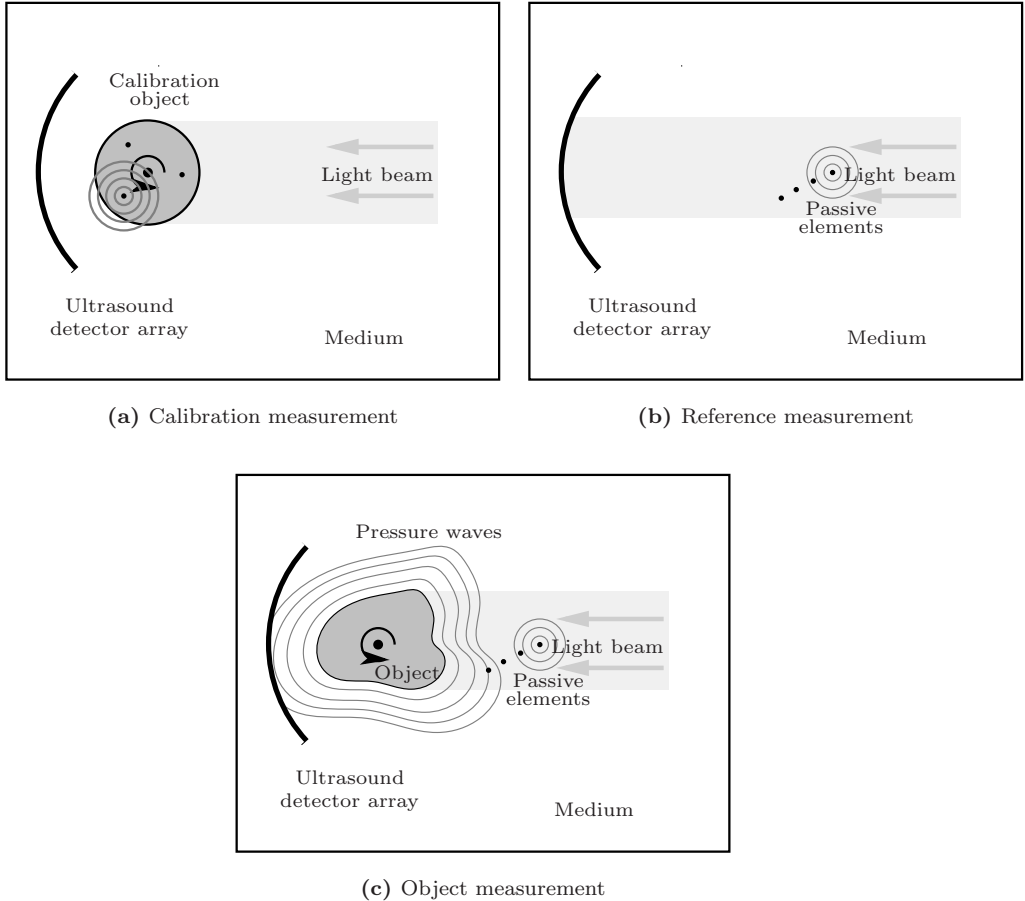 Calibration
object
Light beam
Ultrasound
detector array
Medium
(a) Calibration measurement
Light beam
Passive
elements
Ultrasound
detector array
Medium
(b) Reference measurement
Pressure waves
Light beam
Object
Passive
elements
Ultrasound
detector array
Medium
(c) Object measurement